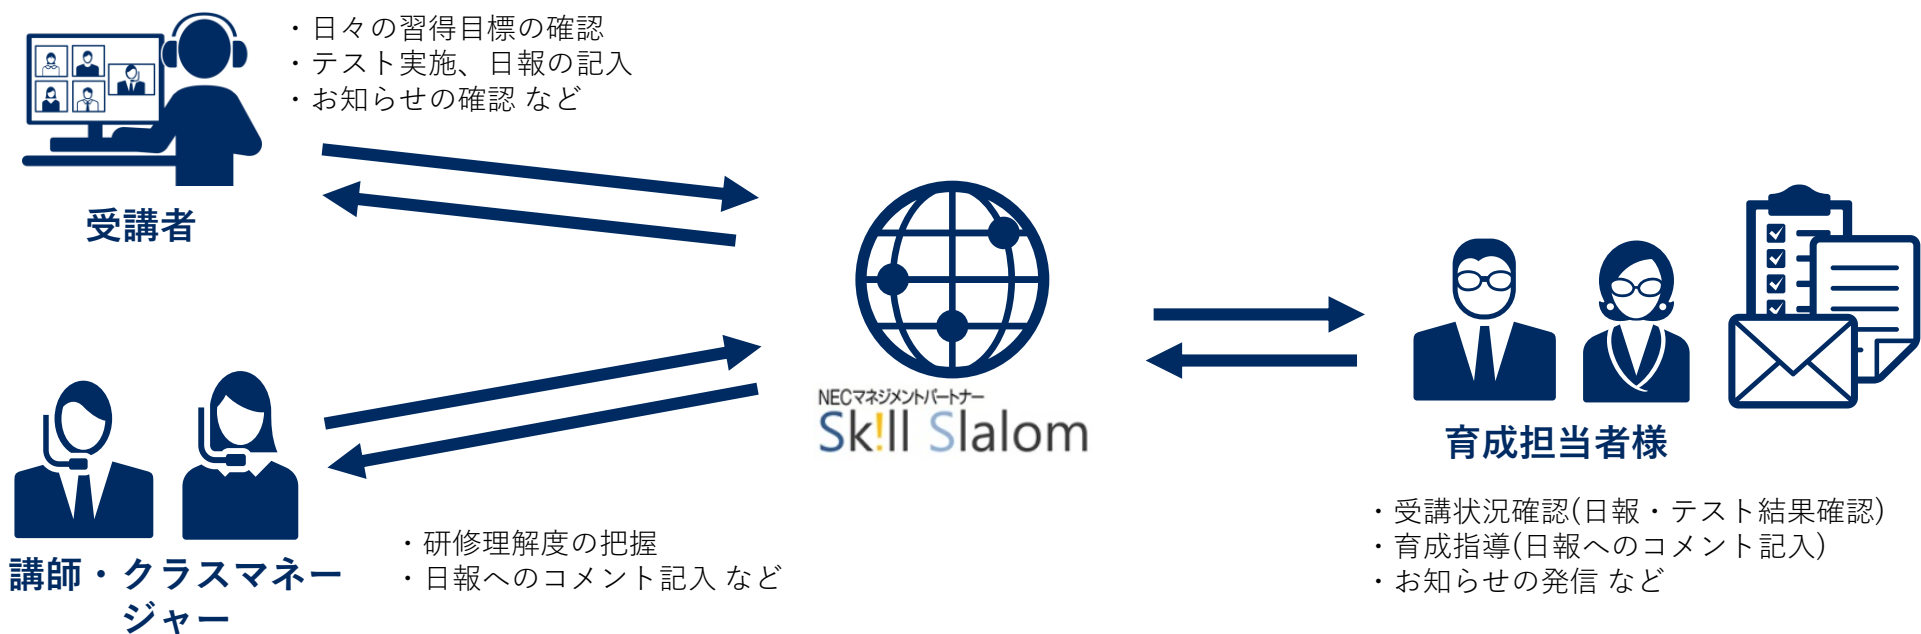 ・日々の習得目標の確認
・テスト実施、日報の記入
・お知らせの確認 など
受講者
NECマネジメントパートナー
Sk!ll Slalom
講師・クラスマネー
ジャー
・研修理解度の把握
・日報へのコメント記入 など
育成担当者様
・受講状況確認(日報・テスト結果確認)
・育成指導(日報へのコメント記入)
・お知らせの発信 など